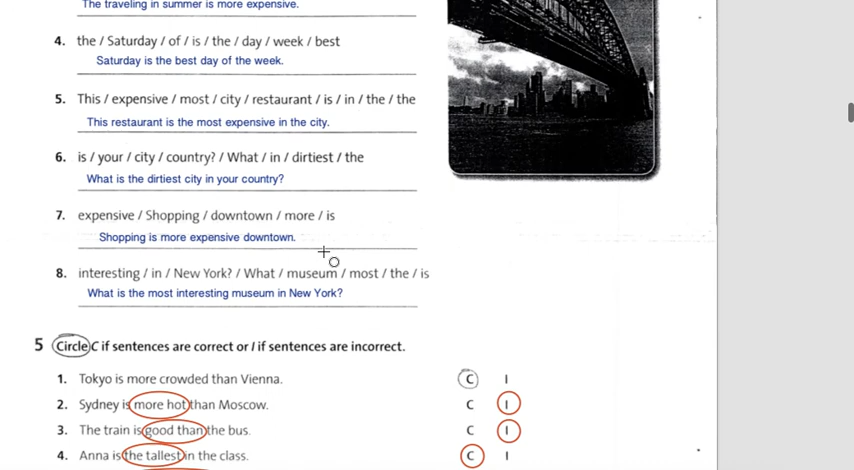 The traveling in summer is more expensive.
4. the / Saturday / of / is / the / day / week / best
Saturday is the best day of the week.
5. This / expensive / most / city / restaurant / is / in / the / the
This restaurant is the most expensive in the city.
6. is / your / city / country? / What / in / dirtiest / the
What is the dirtiest city in your country?
7. expensive / Shopping / downtown / more / is
Shopping is more expensive downtown.
8. interesting / in / New York? / What / museum / most / the / is
What is the most interesting museum in New York?
5 Circle C if sentences are correct or I if sentences are incorrect.
1. Tokyo is more crowded than Vienna. C I
2. Sydney is more hot than Moscow. C I
3. The train is good than the bus. C I
4. Anna is the tallest in the class. C I